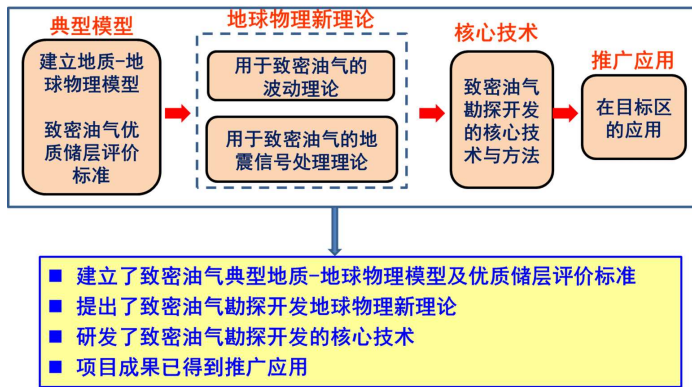 典型模型
建立地质-地
球物理模型
致密油气优
质储层评价
标准
地球物理新理论
用于致密油气的
波动理论
用于致密油气的地
震信号处理理论
核心技术
致密油气
勘探开发
的核心技
术与方法
推广应用
在目标区
的应用
■ 建立了致密油气典型地质-地球物理模型及优质储层评价标准
■ 提出了致密油气勘探开发地球物理新理论
■ 研发了致密油气勘探开发的核心技术
■ 项目成果已得到推广应用